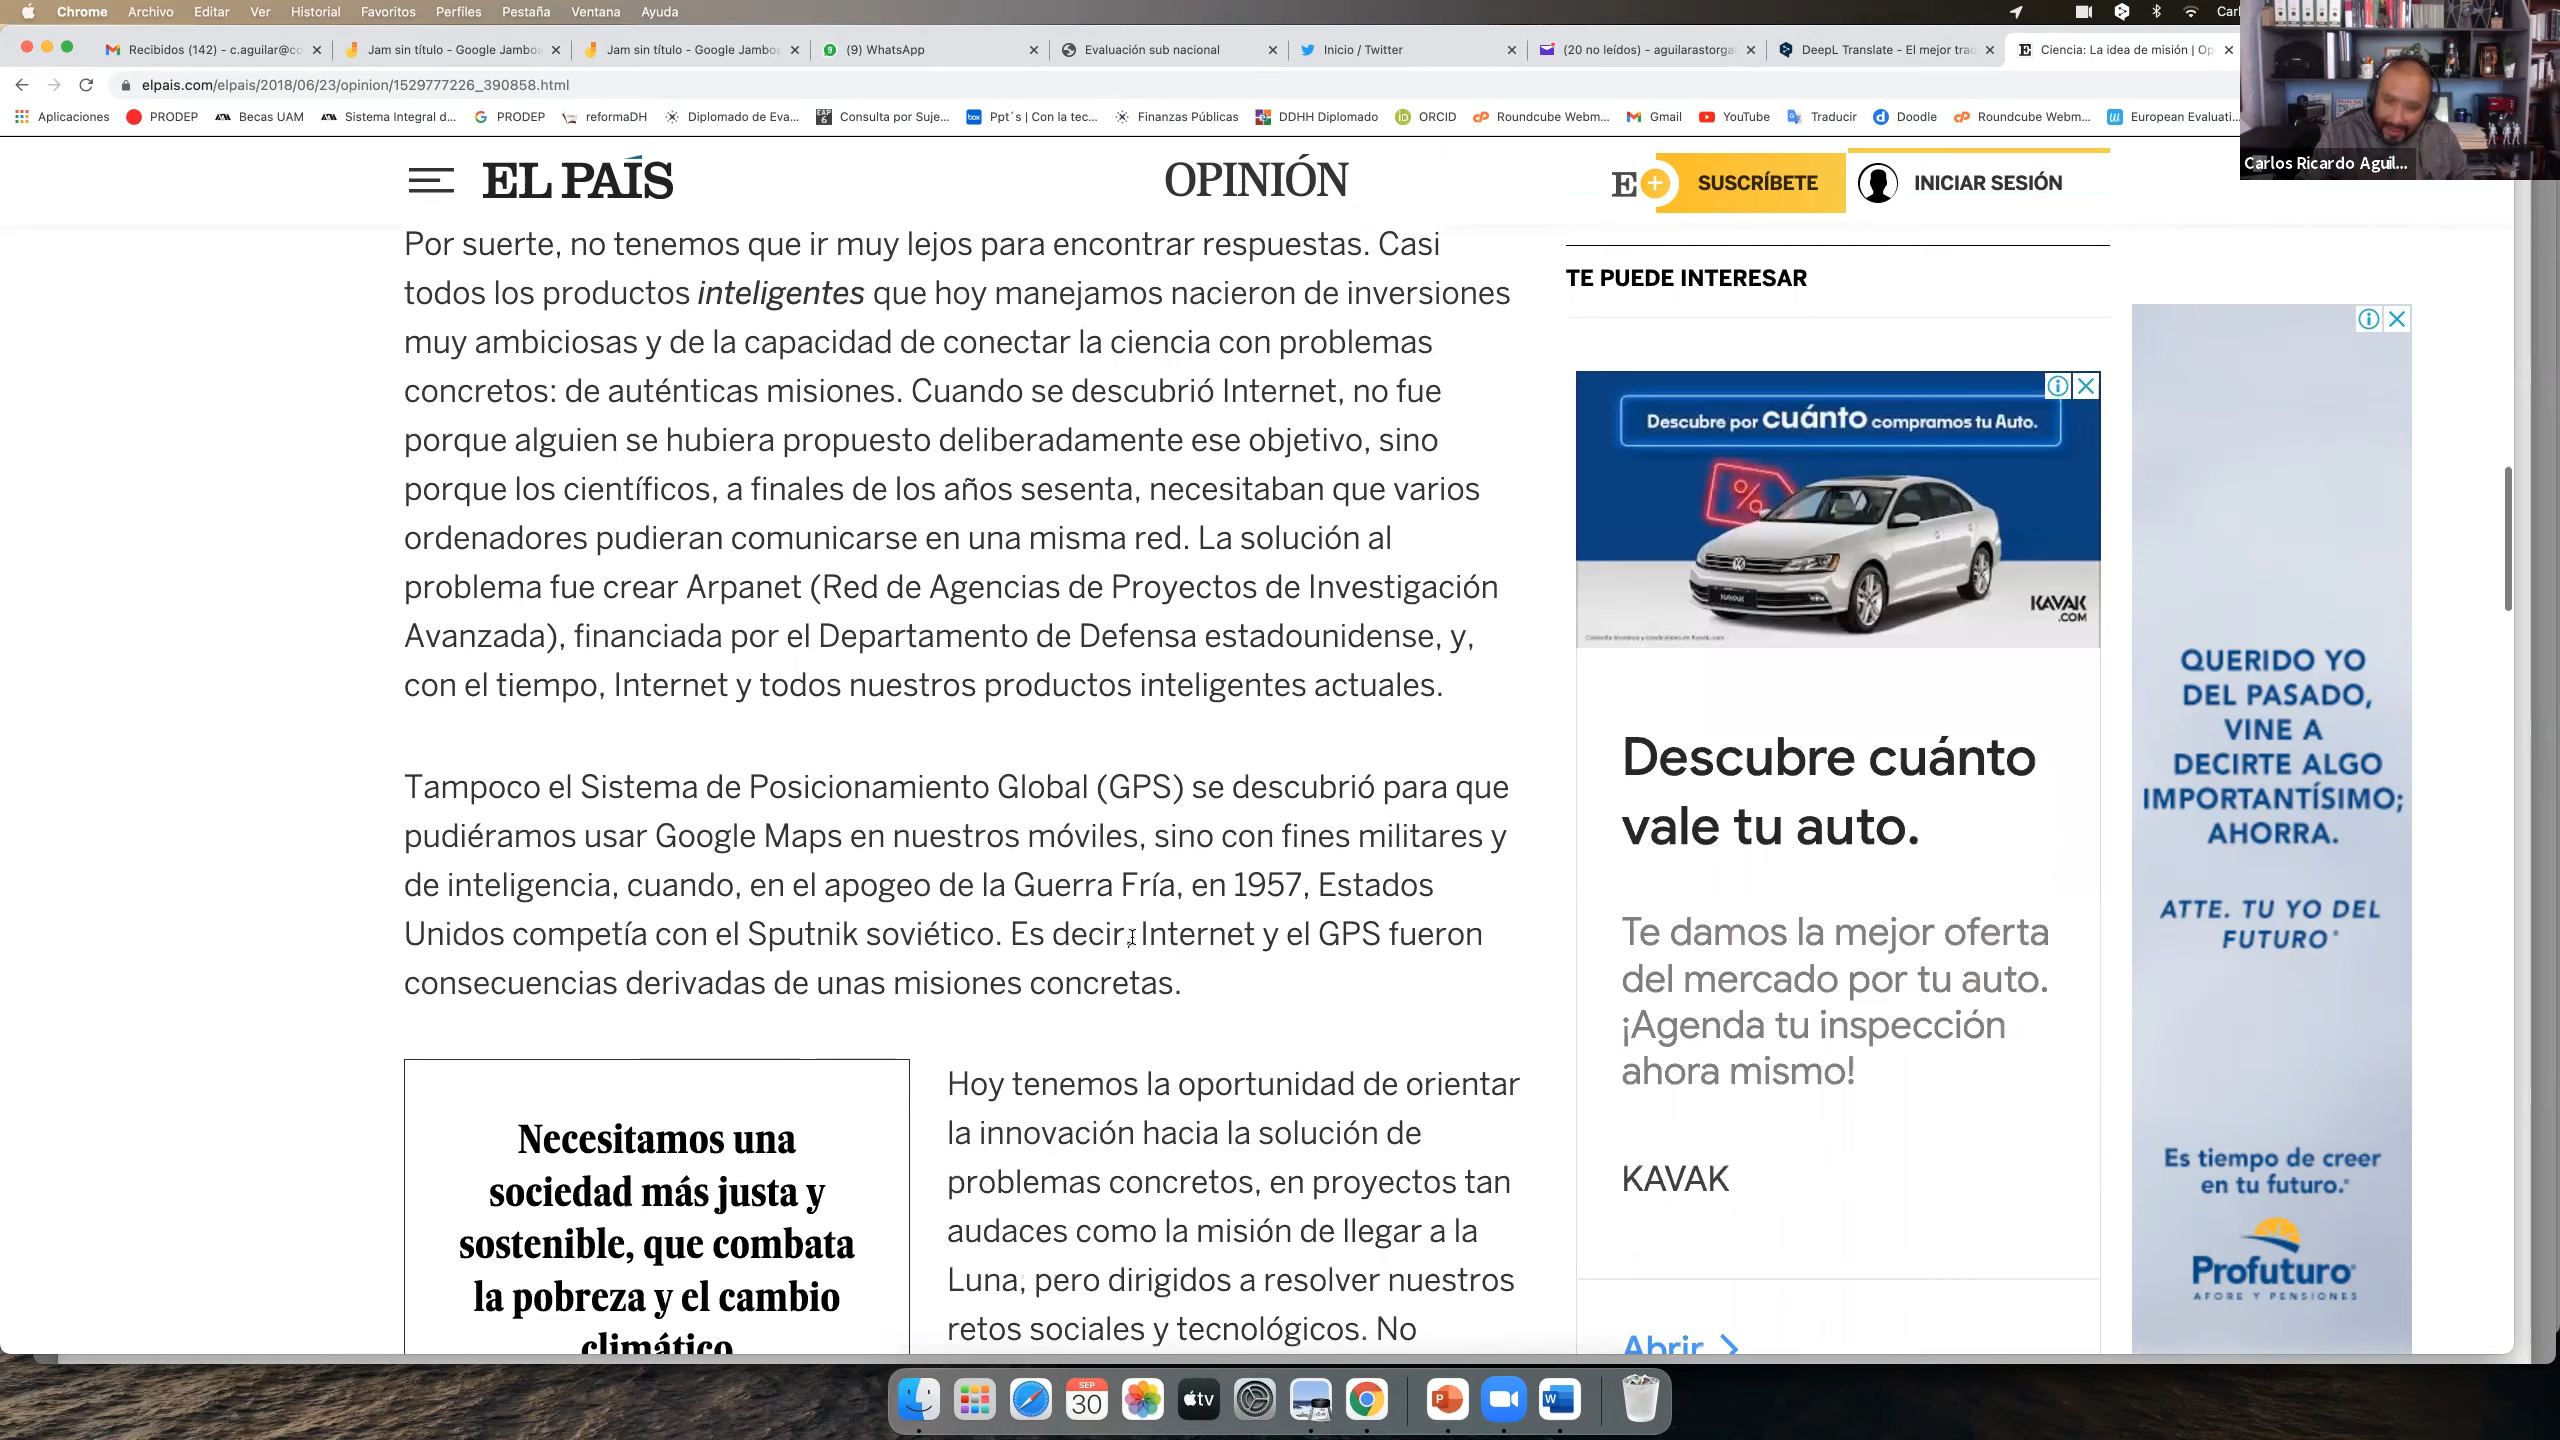 Chrome Archivo Editar Ver Historial Favoritos Perfiles Pestaña Ventana Ayuda
Recibidos (142) - c.aguilar@co
Jam sin título - Google Jamboa
Jam sin título - Google Jamboa
(9) WhatsApp
Evaluación sub nacional
Inicio / Twitter
(20 no leídos) - aguilarastorga
DeepL Translate - El mejor tra
Ciencia: La idea de misión | Op
elpais.com/elpais/2018/06/23/opinion/1529777226_390858.html
Aplicaciones PRODEP Becas UAM Sistema Integral d... PRODEP reformaDH Diplomado de Eva... Consulta por Suje... Ppt´s | Con la tec... Finanzas Públicas DDHH Diplomado ORCID Roundcube Webm... Gmail YouTube Traducir Doodle Roundcube Webm... European Evaluati...
Carlos Ricardo Aguil...
EL PAÍS
OPINIÓN
E+ SUSCRÍBETE
INICIAR SESIÓN
Por suerte, no tenemos que ir muy lejos para encontrar respuestas. Casi
todos los productos inteligentes que hoy manejamos nacieron de inversiones
muy ambiciosas y de la capacidad de conectar la ciencia con problemas
concretos: de auténticas misiones. Cuando se descubrió Internet, no fue
porque alguien se hubiera propuesto deliberadamente ese objetivo, sino
porque los científicos, a finales de los años sesenta, necesitaban que varios
ordenadores pudieran comunicarse en una misma red. La solución al
problema fue crear Arpanet (Red de Agencias de Proyectos de Investigación
Avanzada), financiada por el Departamento de Defensa estadounidense, y,
con el tiempo, Internet y todos nuestros productos inteligentes actuales.
Tampoco el Sistema de Posicionamiento Global (GPS) se descubrió para que
pudiéramos usar Google Maps en nuestros móviles, sino con fines militares y
de inteligencia, cuando, en el apogeo de la Guerra Fría, en 1957, Estados
Unidos competía con el Sputnik soviético. Es decir, Internet y el GPS fueron
consecuencias derivadas de unas misiones concretas.
Necesitamos una
sociedad más justa y
sostenible, que combata
la pobreza y el cambio
climático
Hoy tenemos la oportunidad de orientar
la innovación hacia la solución de
problemas concretos, en proyectos tan
audaces como la misión de llegar a la
Luna, pero dirigidos a resolver nuestros
retos sociales y tecnológicos. No
TE PUEDE INTERESAR
Descubre por cuánto compramos tu Auto.
%
KAVAK
KAVAK
.COM
Descubre cuánto
vale tu auto.
Te damos la mejor oferta
del mercado por tu auto.
¡Agenda tu inspección
ahora mismo!
KAVAK
Abrir
QUERIDO YO
DEL PASADO,
VINE A
DECIRTE ALGO
IMPORTANTÍSIMO;
AHORRA.
ATTE. TU YO DEL
FUTURO
Es tiempo de creer
en tu futuro.
Profuturo
AFORE Y PENSIONES
SEP
30
tv
P
W